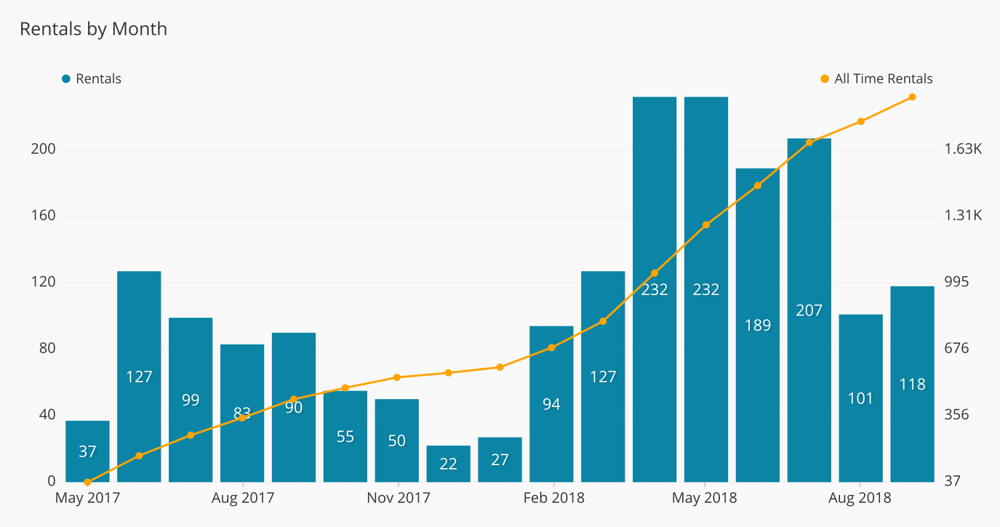 Rentals by Month
Rentals
All Time Rentals
200
1.63K
160
1.31K
120
995
232
232
207
189
80
676
127
99
127
94
118
101
83
90
40
356
37
55
50
22
27
0
37
May 2017
Aug 2017
Nov 2017
Feb 2018
May 2018
Aug 2018